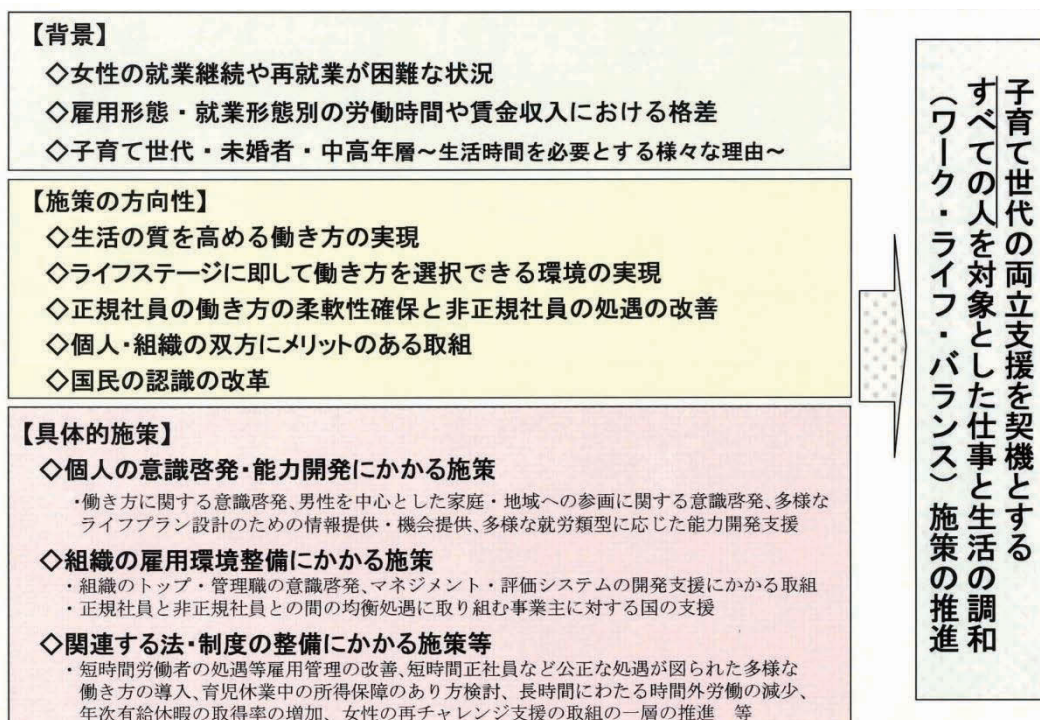 【背景】
◇女性の就業継続や再就業が困難な状況
◇雇用形態・就業形態別の労働時間や賃金収入における格差
◇子育て世代・未婚者・中高年層～生活時間を必要とする様々な理由～
【施策の方向性】
◇生活の質を高める働き方の実現
◇ライフステージに即して働き方を選択できる環境の実現
◇正規社員の働き方の柔軟性確保と非正規社員の処遇の改善
◇個人・組織の双方にメリットのある取組
◇国民の認識の改革
【具体的施策】
◇個人の意識啓発・能力開発にかかる施策
・働き方に関する意識啓発、男性を中心とした家庭・地域への参画に関する意識啓発、多様な
ライフプラン設計のための情報提供・機会提供、多様な就労類型に応じた能力開発支援
◇組織の雇用環境整備にかかる施策
・組織のトップ・管理職の意識啓発、マネジメント・評価システムの開発支援にかかる取組
・正規社員と非正規社員との間の均衡処遇に取り組む事業主に対する国の支援
◇関連する法・制度の整備にかかる施策等
・短時間労働者の処遇等雇用管理の改善、短時間正社員など公正な処遇が図られた多様な
働き方の導入、育児休業中の所得保障のあり方検討、長時間にわたる時間外労働の減少、
年次有給休暇の取得率の増加、女性の再チャレンジ支援の取組の一層の推進 等
子育て世代の両立支援を契機とする
すべての人を対象とした仕事と生活の調和
（ワーク・ライフ・バランス）施策の推進